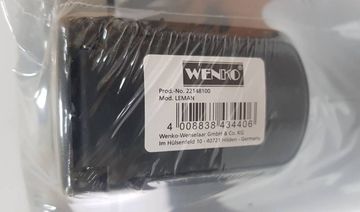 WENKO®
Prod.-No. 22148100
Mod. LEMAN
4 008838 434406
Wenko-Wenselaar GmbH & Co. KG
Im Hülsenfeld 10 - 40721 Hilden - Germany